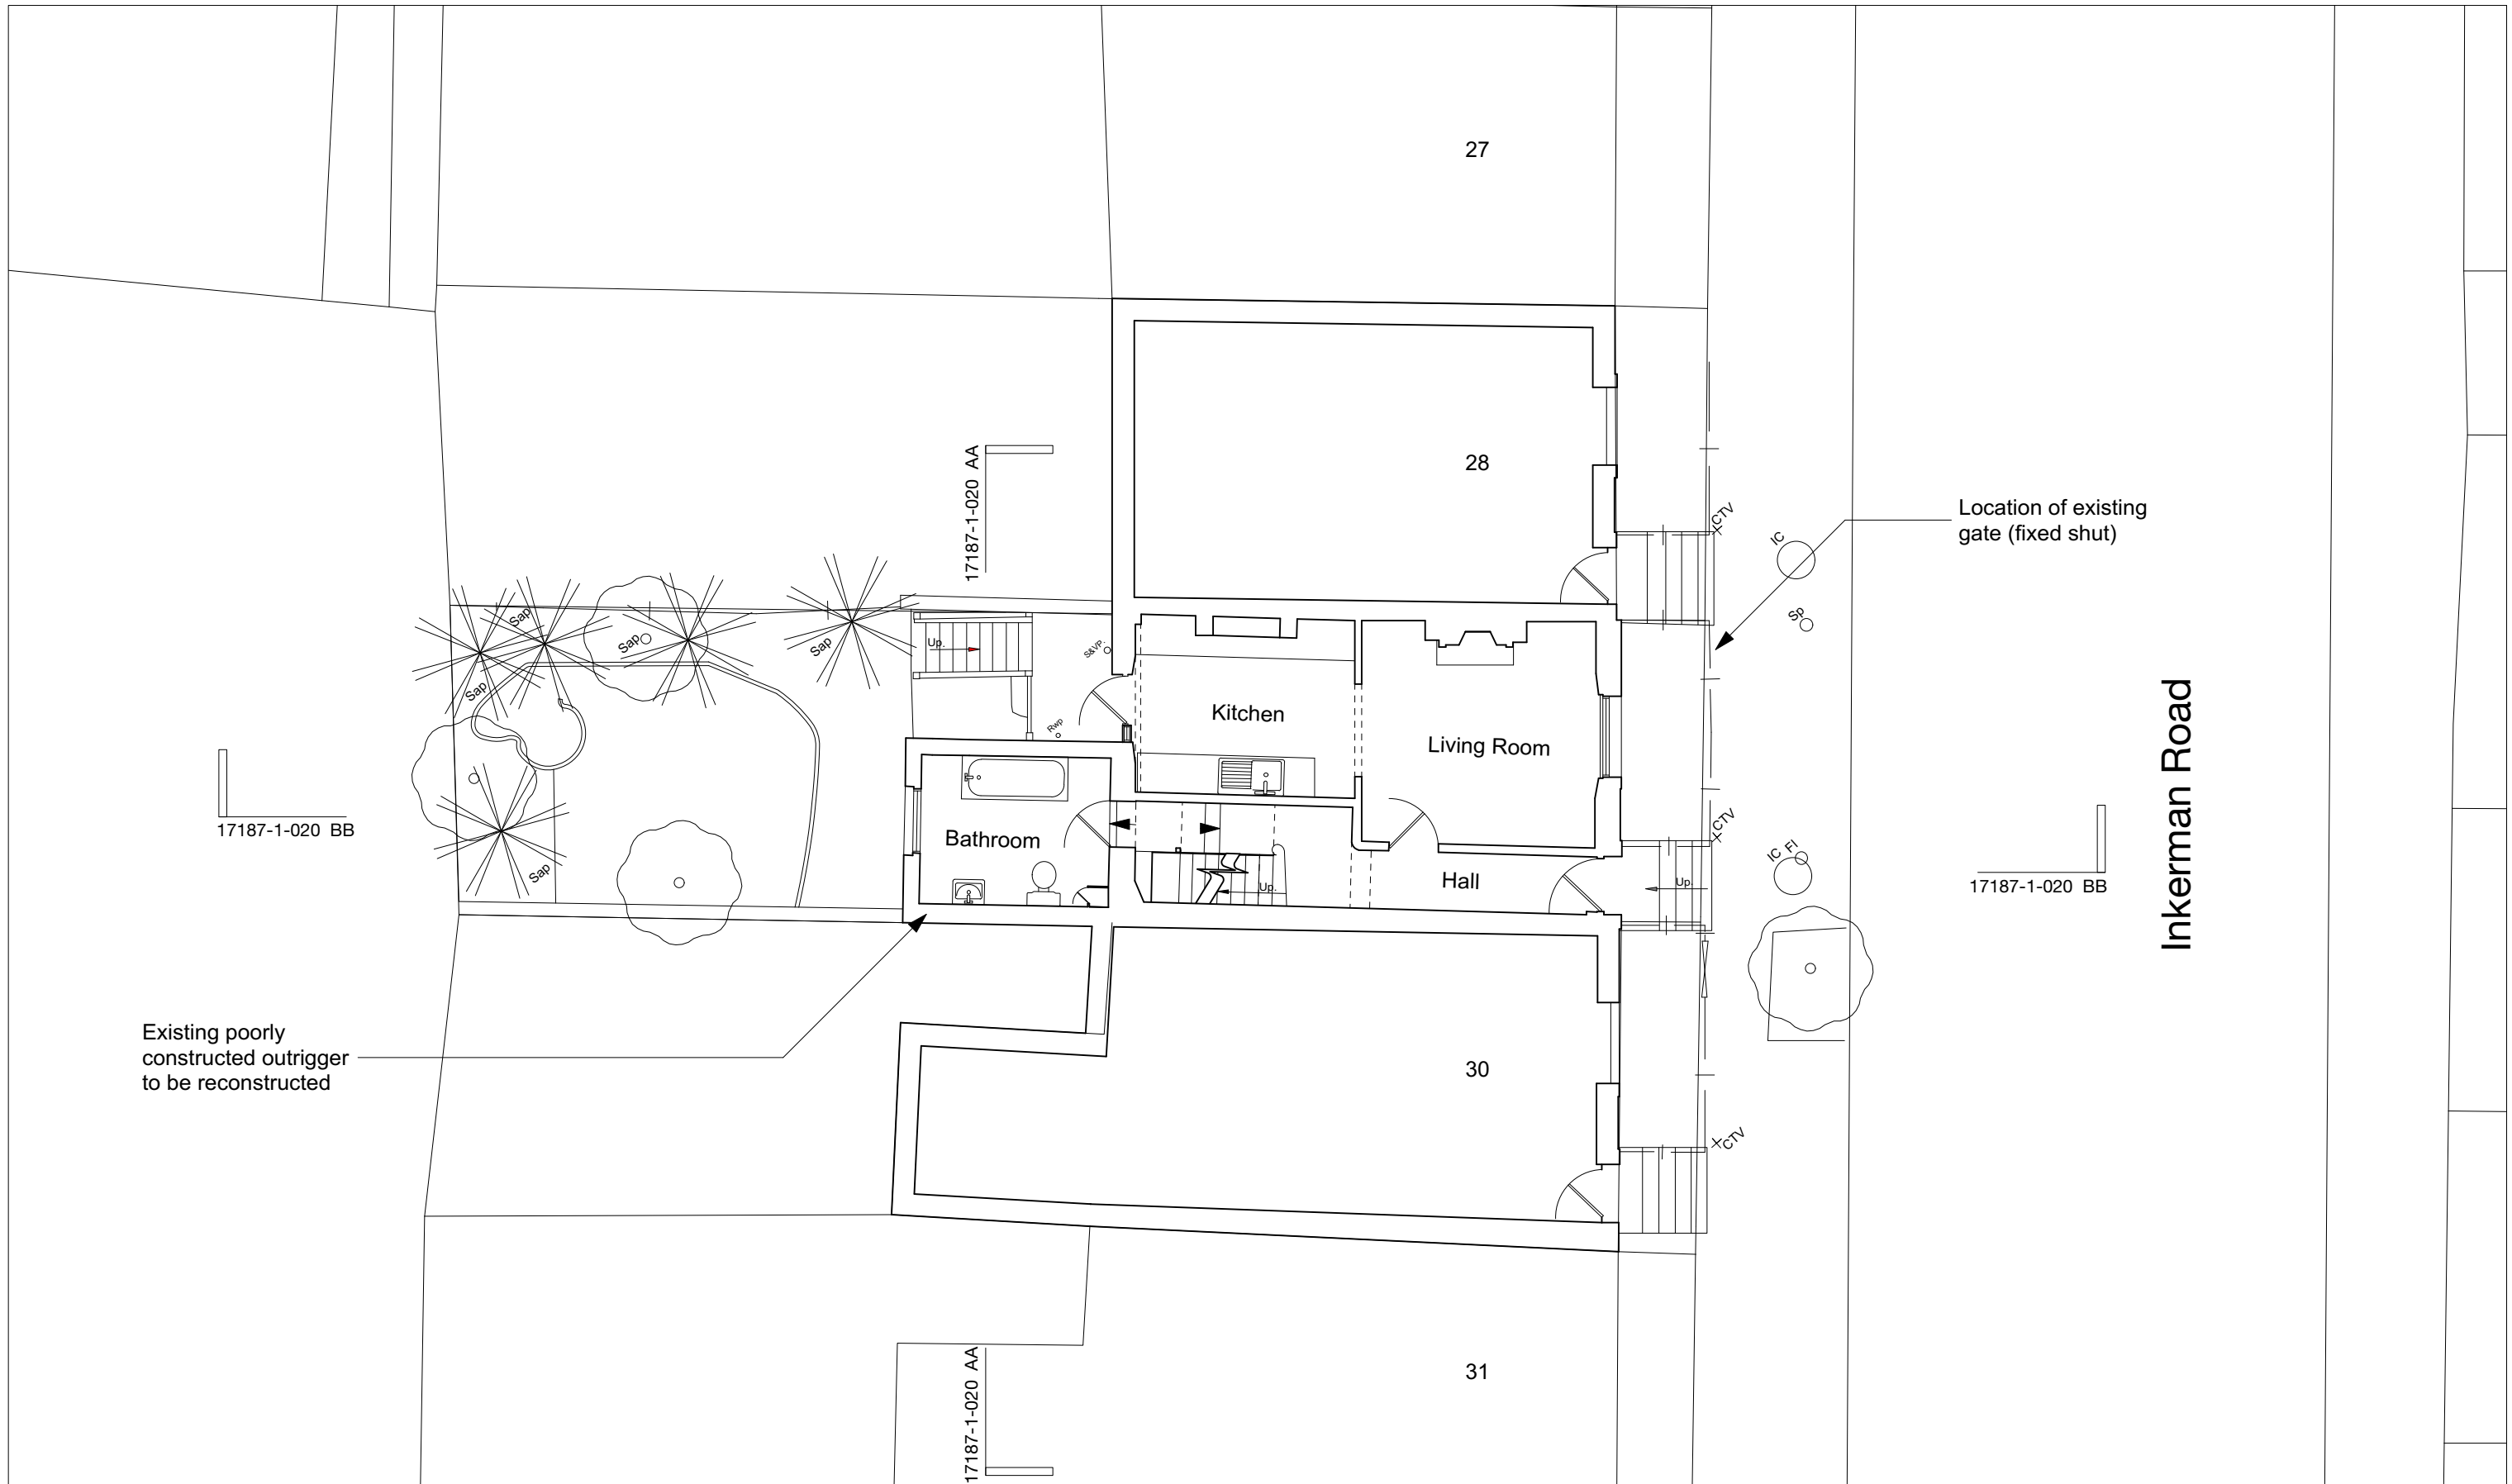 27
28
17187-1-020 AA
CTV
Location of existing
gate (fixed shut)
IC
Sp
Sap
Sap
Sap
Sap
Up.
S&VP.
Rwp
Kitchen
Living Room
Inkerman Road
17187-1-020 BB
Bathroom
CTV
IC
FI
Hall
Up.
Up.
17187-1-020 BB
Sap
Existing poorly
constructed outrigger
to be reconstructed
30
CTV
31
17187-1-020 AA